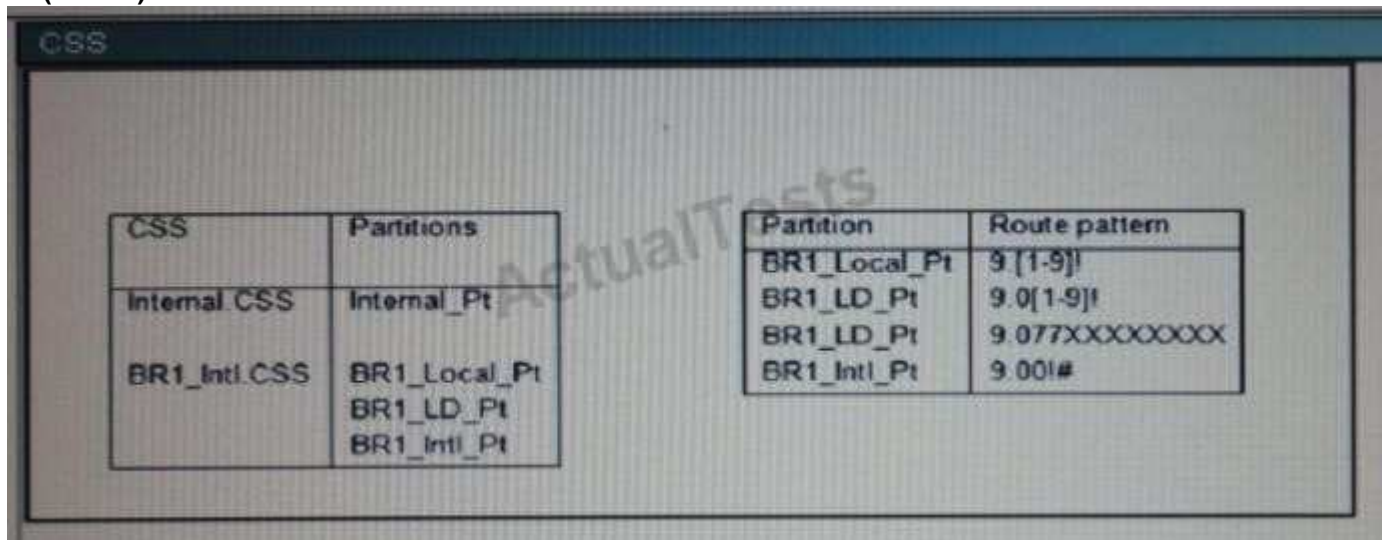 CSS
ActualTests
CSS Partitions
Internal.CSS Internal_Pt
BR1_Intl.CSS BR1_Local_Pt
BR1_LD_Pt
BR1_Intl_Pt
Partition Route pattern
BR1_Local_Pt 9.[1-9]!
BR1_LD_Pt 9.0[1-9]!
BR1_LD_Pt 9.077XXXXXXXX
BR1_Intl_Pt 9.00!#